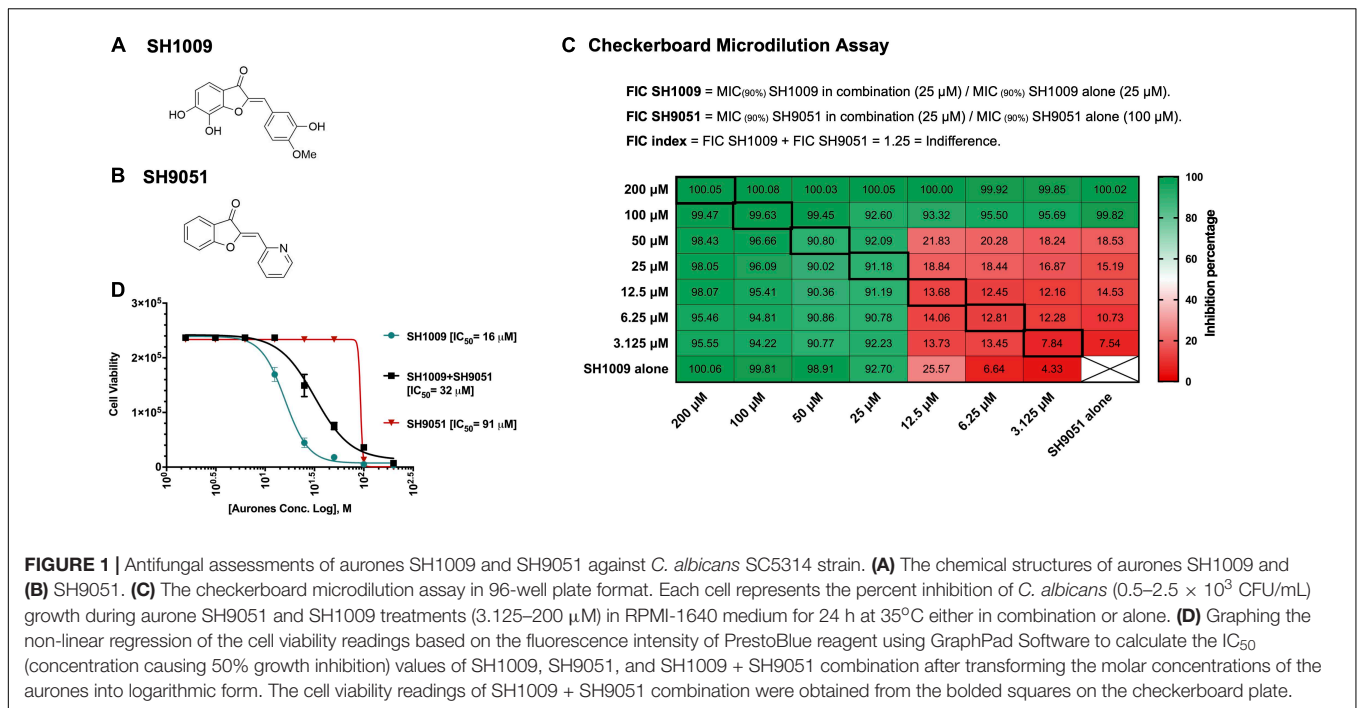 A SH1009
O
O
HO
OH
OH
OMe
B SH9051
O
O
N
C Checkerboard Microdilution Assay
FIC SH1009 = MIC(90%) SH1009 in combination (25 µM) / MIC (90%) SH1009 alone (25 µM).
FIC SH9051 = MIC(90%) SH9051 in combination (25 µM) / MIC (90%) SH9051 alone (100 µM).
FIC index = FIC SH1009 + FIC SH9051 = 1.25 = Indifference.
200 µM 100.05 100.08 100.03 100.05 100.00 99.92 99.85 100.02
100 µM 99.47 99.63 99.45 92.60 93.32 95.50 95.69 99.82
50 µM 98.43 96.66 90.80 92.09 21.83 20.28 18.24 18.53
25 µM 98.05 96.09 90.02 91.18 18.84 18.44 16.87 15.19
12.5 µM 98.07 95.41 90.36 91.19 13.68 12.45 12.16 14.53
6.25 µM 95.46 94.81 90.86 90.78 14.06 12.81 12.28 10.73
3.125 µM 95.55 94.22 90.77 92.23 13.73 13.45 7.84 7.54
SH1009 alone 100.06 99.81 98.91 92.70 25.57 6.64 4.33
200 µM 100 µM 50 µM 25 µM 12.5 µM 6.25 µM 3.125 µM SH9051 alone
100
80
60
40
20
0
Inhibition percentage
D
3×10⁵
2×10⁵
1×10⁵
0
Cell Viability
10⁰ 10⁰·⁵ 10¹ 10¹·⁵ 10² 10²·⁵
[Aurones Conc. Log], M
SH1009 [IC₅₀= 16 µM]
SH1009+SH9051
[IC₅₀= 32 µM]
SH9051 [IC₅₀= 91 µM]
FIGURE 1 | Antifungal assessments of aurones SH1009 and SH9051 against C. albicans SC5314 strain. (A) The chemical structures of aurones SH1009 and
(B) SH9051. (C) The checkerboard microdilution assay in 96-well plate format. Each cell represents the percent inhibition of C. albicans (0.5–2.5 × 10³ CFU/mL)
growth during aurone SH9051 and SH1009 treatments (3.125–200 µM) in RPMI-1640 medium for 24 h at 35°C either in combination or alone. (D) Graphing the
non-linear regression of the cell viability readings based on the fluorescence intensity of PrestoBlue reagent using GraphPad Software to calculate the IC₅₀
(concentration causing 50% growth inhibition) values of SH1009, SH9051, and SH1009 + SH9051 combination after transforming the molar concentrations of the
aurones into logarithmic form. The cell viability readings of SH1009 + SH9051 combination were obtained from the bolded squares on the checkerboard plate.